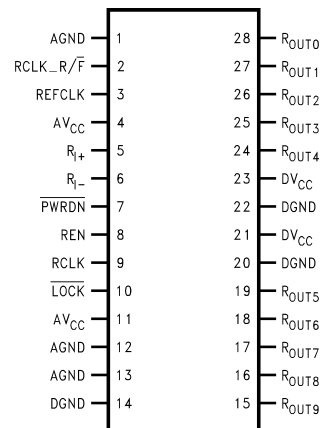 AGND 1 28 ROUT0
RCLK_R/F̅ 2 27 ROUT1
REFCLK 3 26 ROUT2
AVCC 4 25 ROUT3
RI+ 5 24 ROUT4
RI− 6 23 DVCC
P̅W̅R̅D̅N̅ 7 22 DGND
REN 8 21 DVCC
RCLK 9 20 DGND
L̅O̅C̅K̅ 10 19 ROUT5
AVCC 11 18 ROUT6
AGND 12 17 ROUT7
AGND 13 16 ROUT8
DGND 14 15 ROUT9